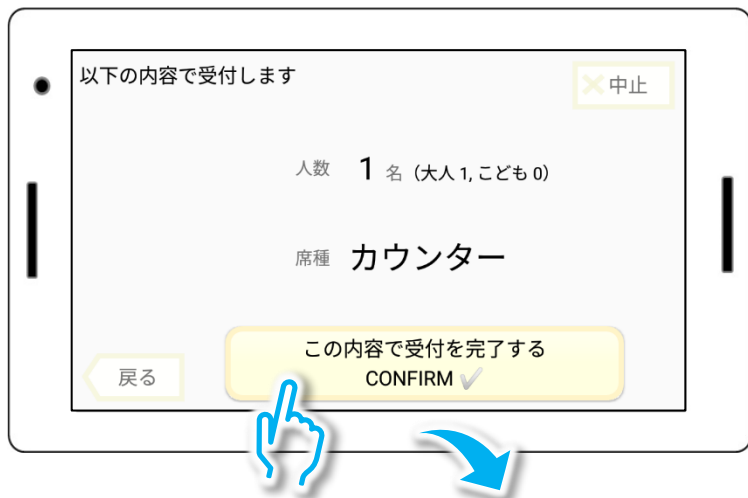 以下の内容で受付します
中止
人数 1 名 (大人 1, こども 0)
席種 カウンター
この内容で受付を完了する
CONFIRM
戻る